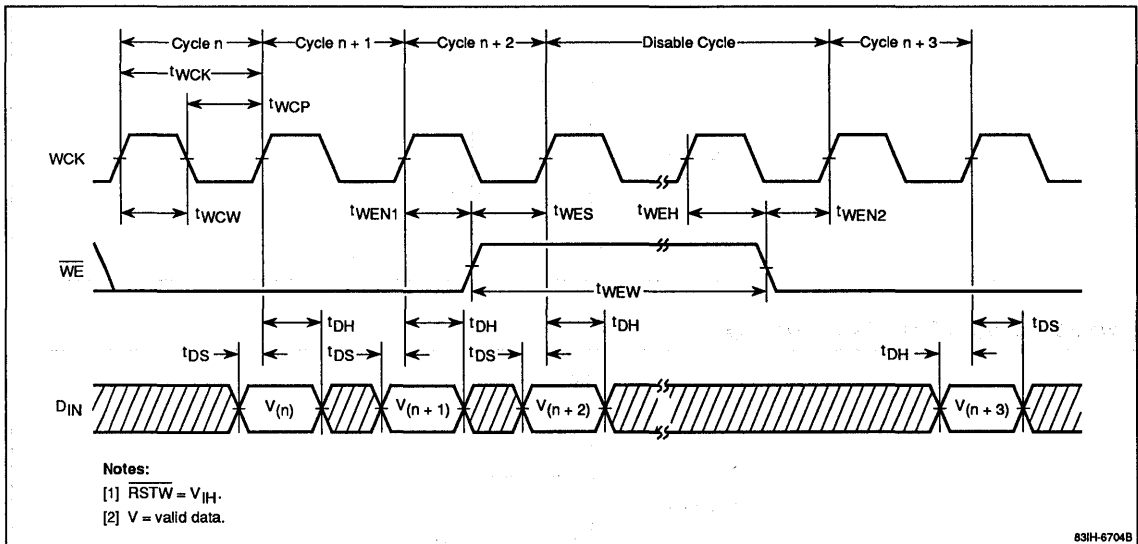 Cycle n Cycle n + 1 Cycle n + 2 Disable Cycle Cycle n + 3
tWCK
tWCP
WCK
tWCW tWEN1 tWES tWEH tWEN2
WE
tWEW
tDH tDH tDH tDS
tDS tDS tDS tDH
DIN V(n) V(n + 1) V(n + 2) V(n + 3)
Notes:
[1] RSTW = VIH.
[2] V = valid data.
83IH-6704B